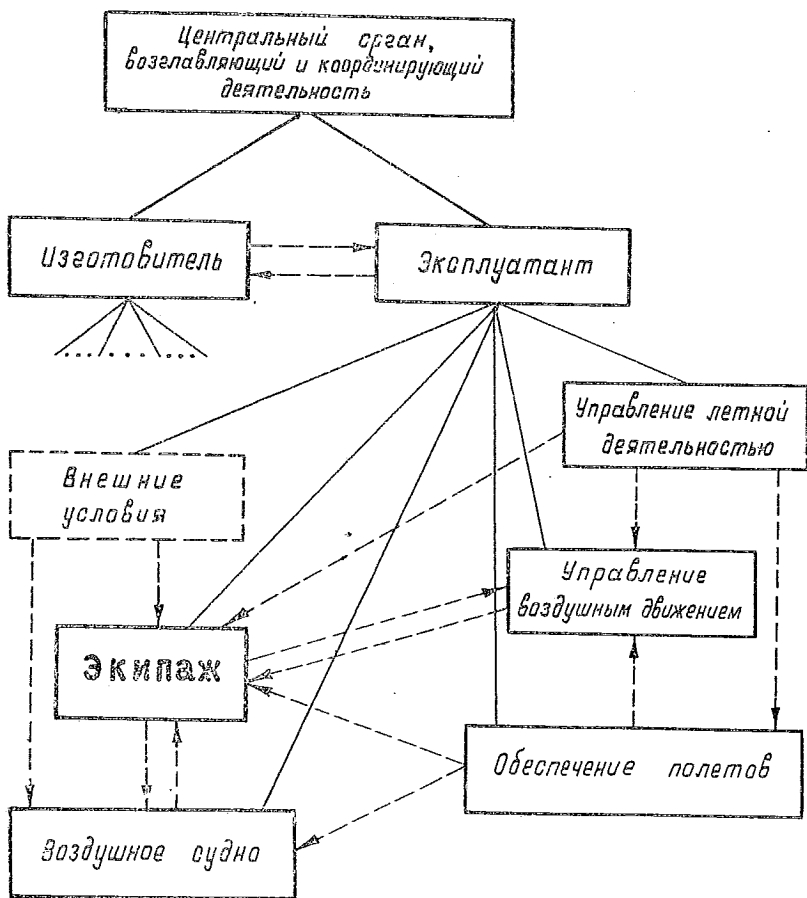 Центральный орган,
возглавляющий и координирующий
деятельность
Изготовитель
Эксплуатант
Управление летной
деятельностью
Внешние
условия
Управление
воздушным движением
Экипаж
Обеспечение полетов
Воздушное судно